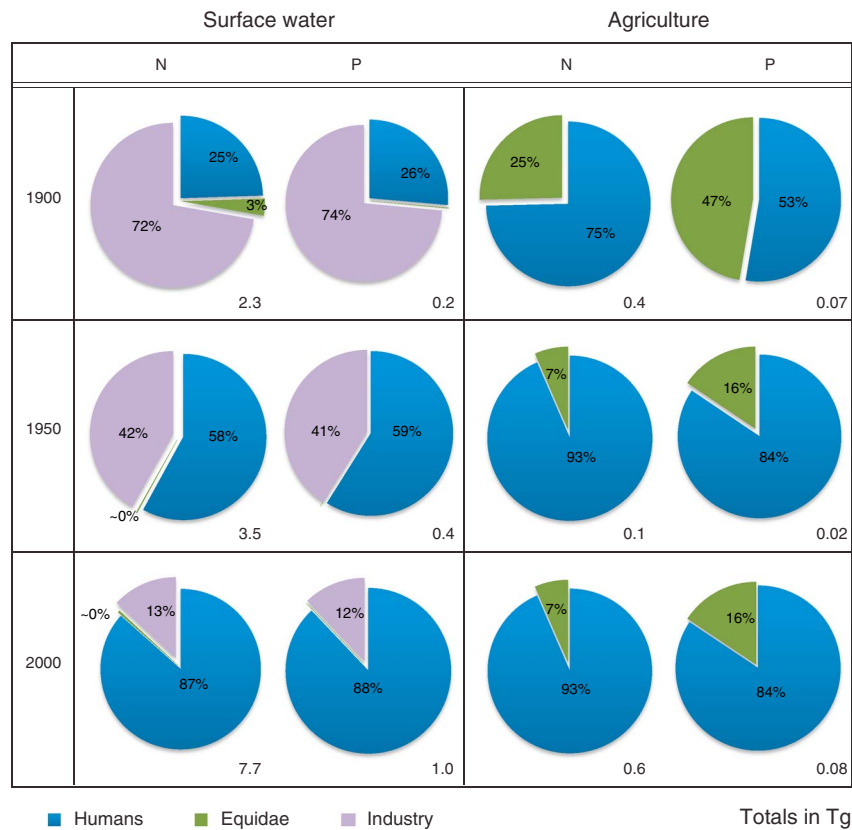 Surface water Agriculture
N P N P
1900
25% 3% 72%
26% 74%
25% 75%
47% 53%
2.3 0.2 0.4 0.07
1950
42% 58% ~0%
41% 59%
7% 93%
16% 84%
3.5 0.4 0.1 0.02
2000
~0% 13% 87%
12% 88%
7% 93%
16% 84%
7.7 1.0 0.6 0.08
Humans Equidae Industry Totals in Tg